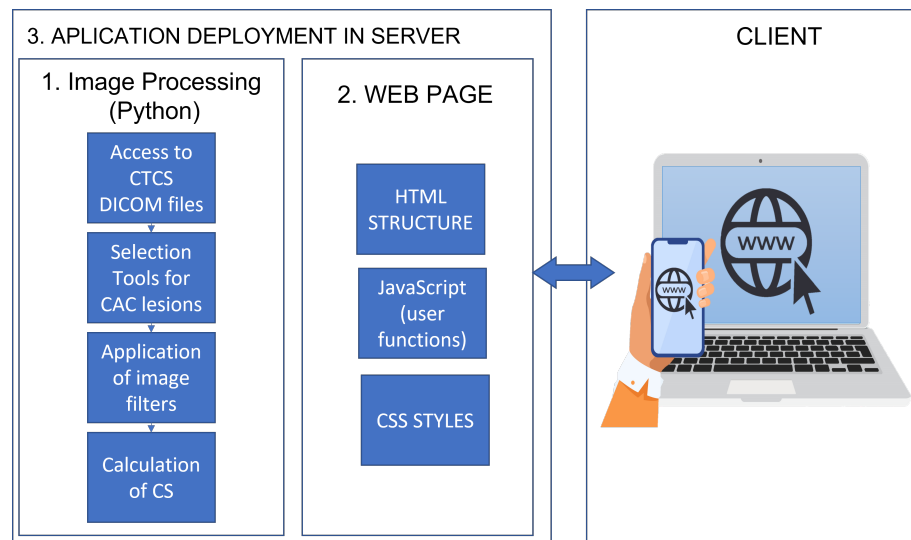 3. APLICATION DEPLOYMENT IN SERVER
1. Image Processing
(Python)
Access to
CTCS
DICOM files
Selection
Tools for
CAC lesions
Application
of image
filters
Calculation
of CS
2. WEB PAGE
HTML
STRUCTURE
JavaScript
(user
functions)
CSS STYLES
CLIENT
WWW
WWW